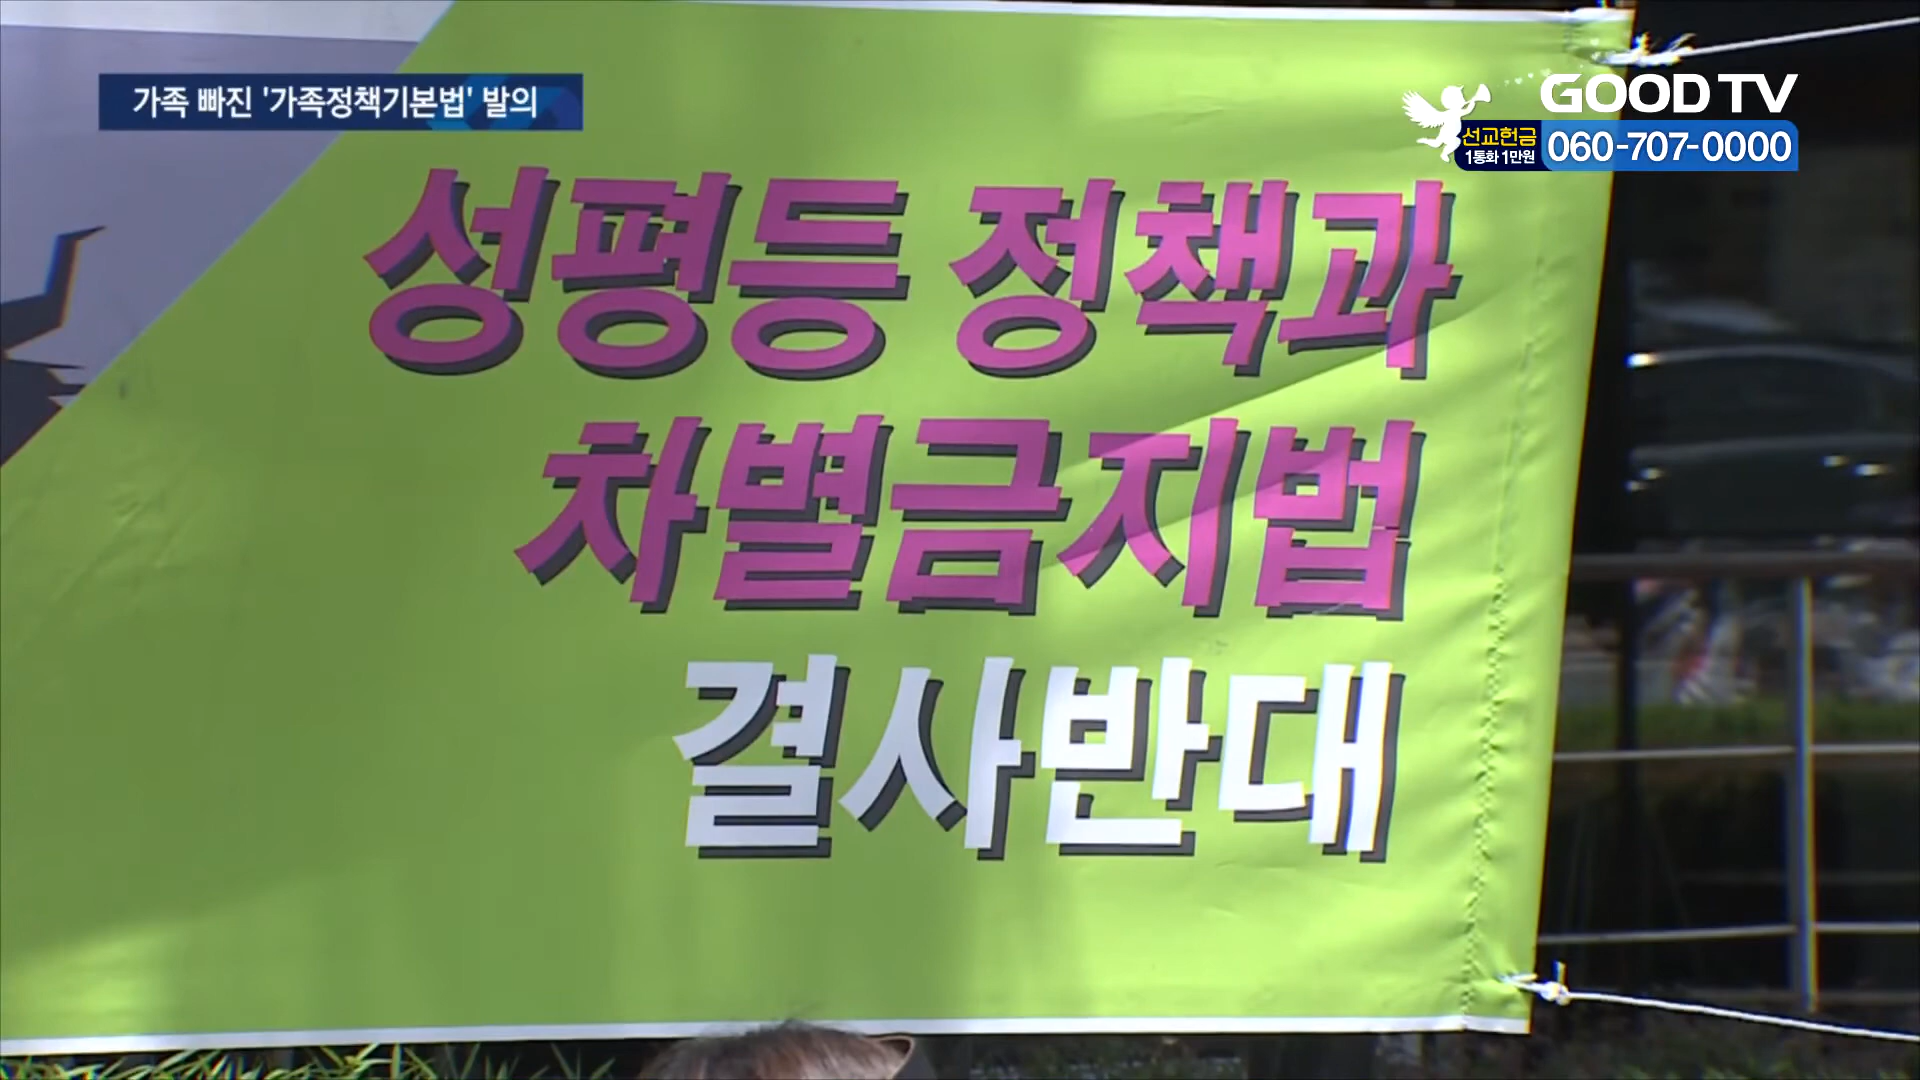 가족 빠진 '가족정책기본법' 발의
GOOD TV
선교헌금
1통화 1만원
060-707-0000
성평등 정책과
차별금지법
결사반대